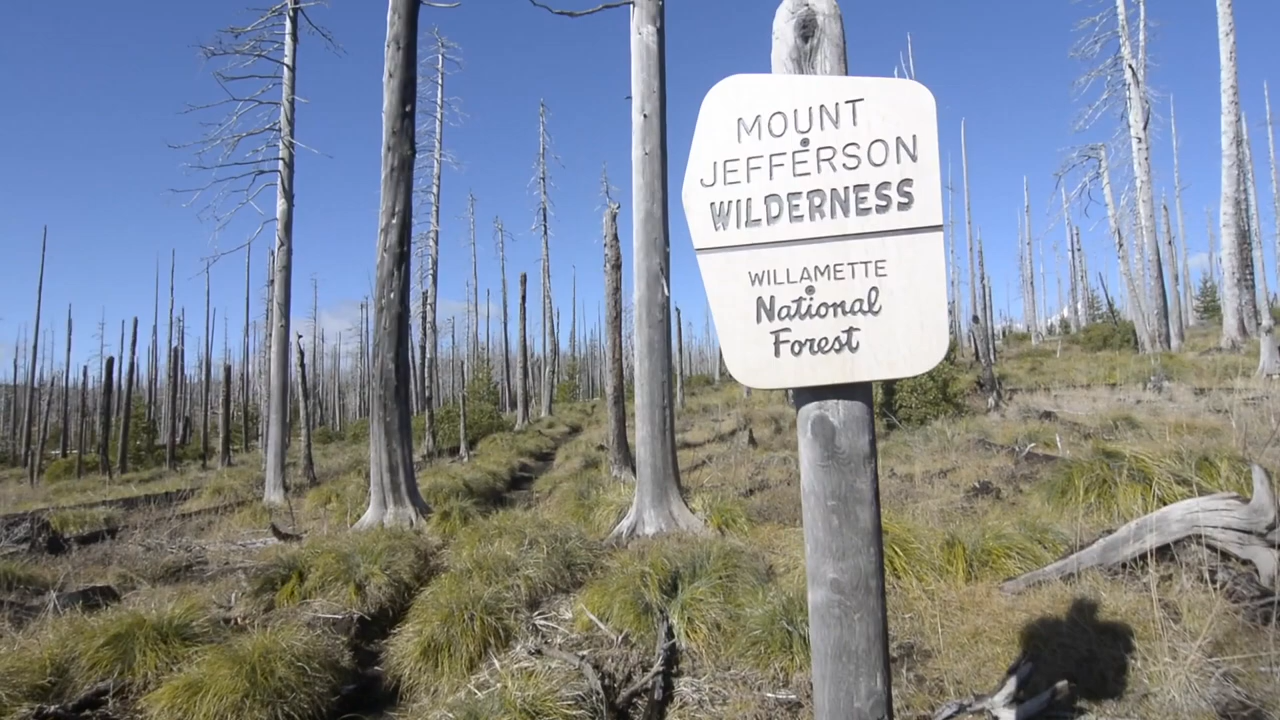 MOUNT
JEFFERSON
WILDERNESS
WILLAMETTE
National
Forest